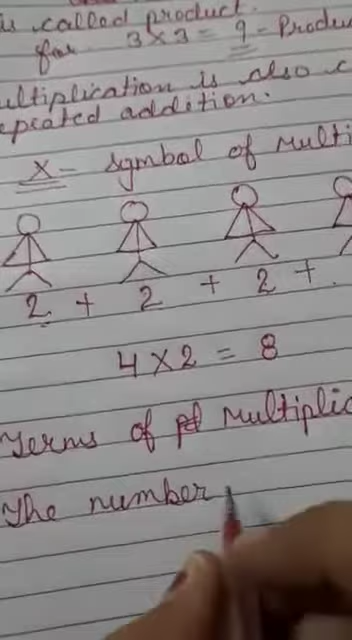 is called product.
for 3×3 = 9 - Produ
ultiplication is also c
epeated addition.
x - symbol of Multi
2 + 2 + 2 +
4×2 = 8
Terms of Multiplic
The number